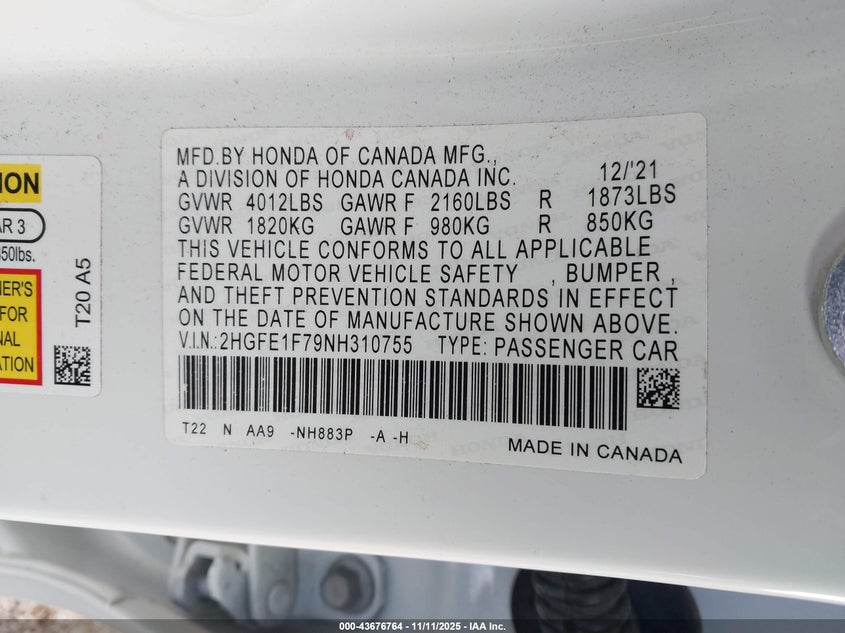 ION
AR 3
850lbs.
NER'S
FOR
NAL
ATION
T20 A5
MFD.BY HONDA OF CANADA MFG.,
A DIVISION OF HONDA CANADA INC. 12/'21
GVWR 4012LBS GAWR F 2160LBS R 1873LBS
GVWR 1820KG GAWR F 980KG R 850KG
THIS VEHICLE CONFORMS TO ALL APPLICABLE
FEDERAL MOTOR VEHICLE SAFETY , BUMPER ,
AND THEFT PREVENTION STANDARDS IN EFFECT
ON THE DATE OF MANUFACTURE SHOWN ABOVE.
V.I.N.:2HGFE1F79NH310755 TYPE: PASSENGER CAR
T22 N AA9 -NH883P -A -H
MADE IN CANADA
000-43676764 - 11/11/2025 - IAA Inc.